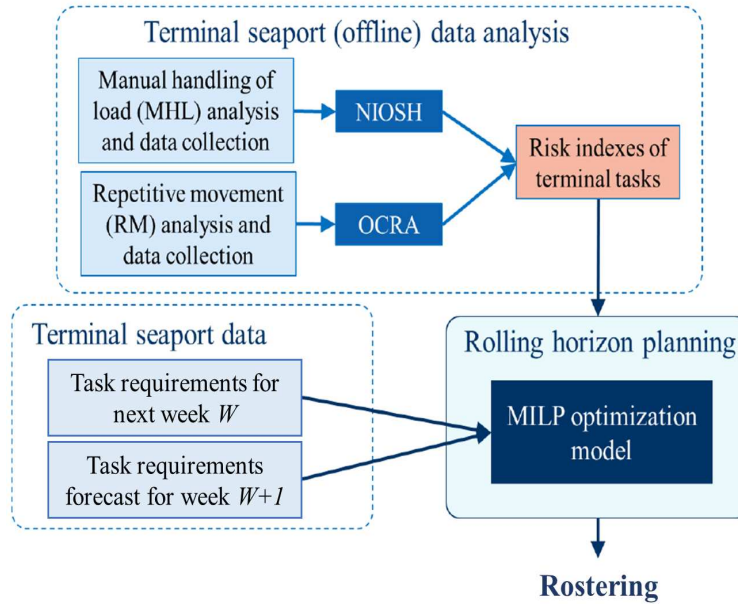 Terminal seaport (offline) data analysis
Manual handling of
load (MHL) analysis
and data collection
NIOSH
Repetitive movement
(RM) analysis and
data collection
OCRA
Risk indexes of
terminal tasks
Terminal seaport data
Task requirements for
next week W
Task requirements
forecast for week W+1
Rolling horizon planning
MILP optimization
model
Rostering